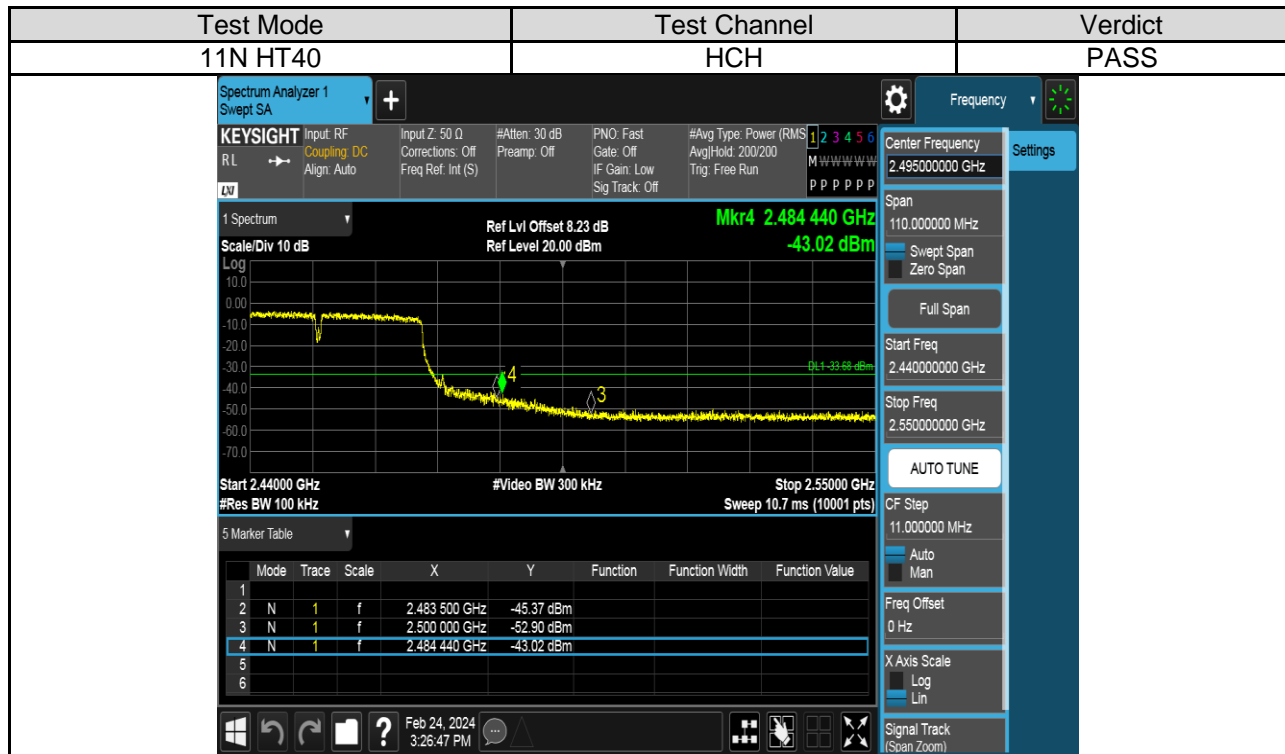 Test Mode Test Channel Verdict
11N HT40 HCH PASS
Spectrum Analyzer 1
Swept SA
+
Frequency
KEYSIGHT
RL
LXI
Input: RF
Coupling: DC
Align: Auto
Input Z: 50 Ω
Corrections: Off
Freq Ref: Int (S)
#Atten: 30 dB
Preamp: Off
PNO: Fast
Gate: Off
IF Gain: Low
Sig Track: Off
#Avg Type: Power (RMS
Avg|Hold: 200/200
Trig: Free Run
1 2 3 4 5 6
M W W W W W
P P P P P P
1 Spectrum
Scale/Div 10 dB
Ref Lvl Offset 8.23 dB
Ref Level 20.00 dBm
Mkr4 2.484 440 GHz
-43.02 dBm
Log
10.0
0.00
-10.0
-20.0
-30.0
-40.0
-50.0
-60.0
-70.0
DL1 -33.68 dBm
4
3
Start 2.44000 GHz #Video BW 300 kHz Stop 2.55000 GHz
#Res BW 100 kHz Sweep 10.7 ms (10001 pts)
5 Marker Table
Mode Trace Scale X Y Function Function Width Function Value
1
2 N 1 f 2.483 500 GHz -45.37 dBm
3 N 1 f 2.500 000 GHz -52.90 dBm
4 N 1 f 2.484 440 GHz -43.02 dBm
5
6
?
Feb 24, 2024
3:26:47 PM
Center Frequency
2.495000000 GHz
Settings
Span
110.000000 MHz
Swept Span
Zero Span
Full Span
Start Freq
2.440000000 GHz
Stop Freq
2.550000000 GHz
AUTO TUNE
CF Step
11.000000 MHz
Auto
Man
Freq Offset
0 Hz
X Axis Scale
Log
Lin
Signal Track
(Span Zoom)